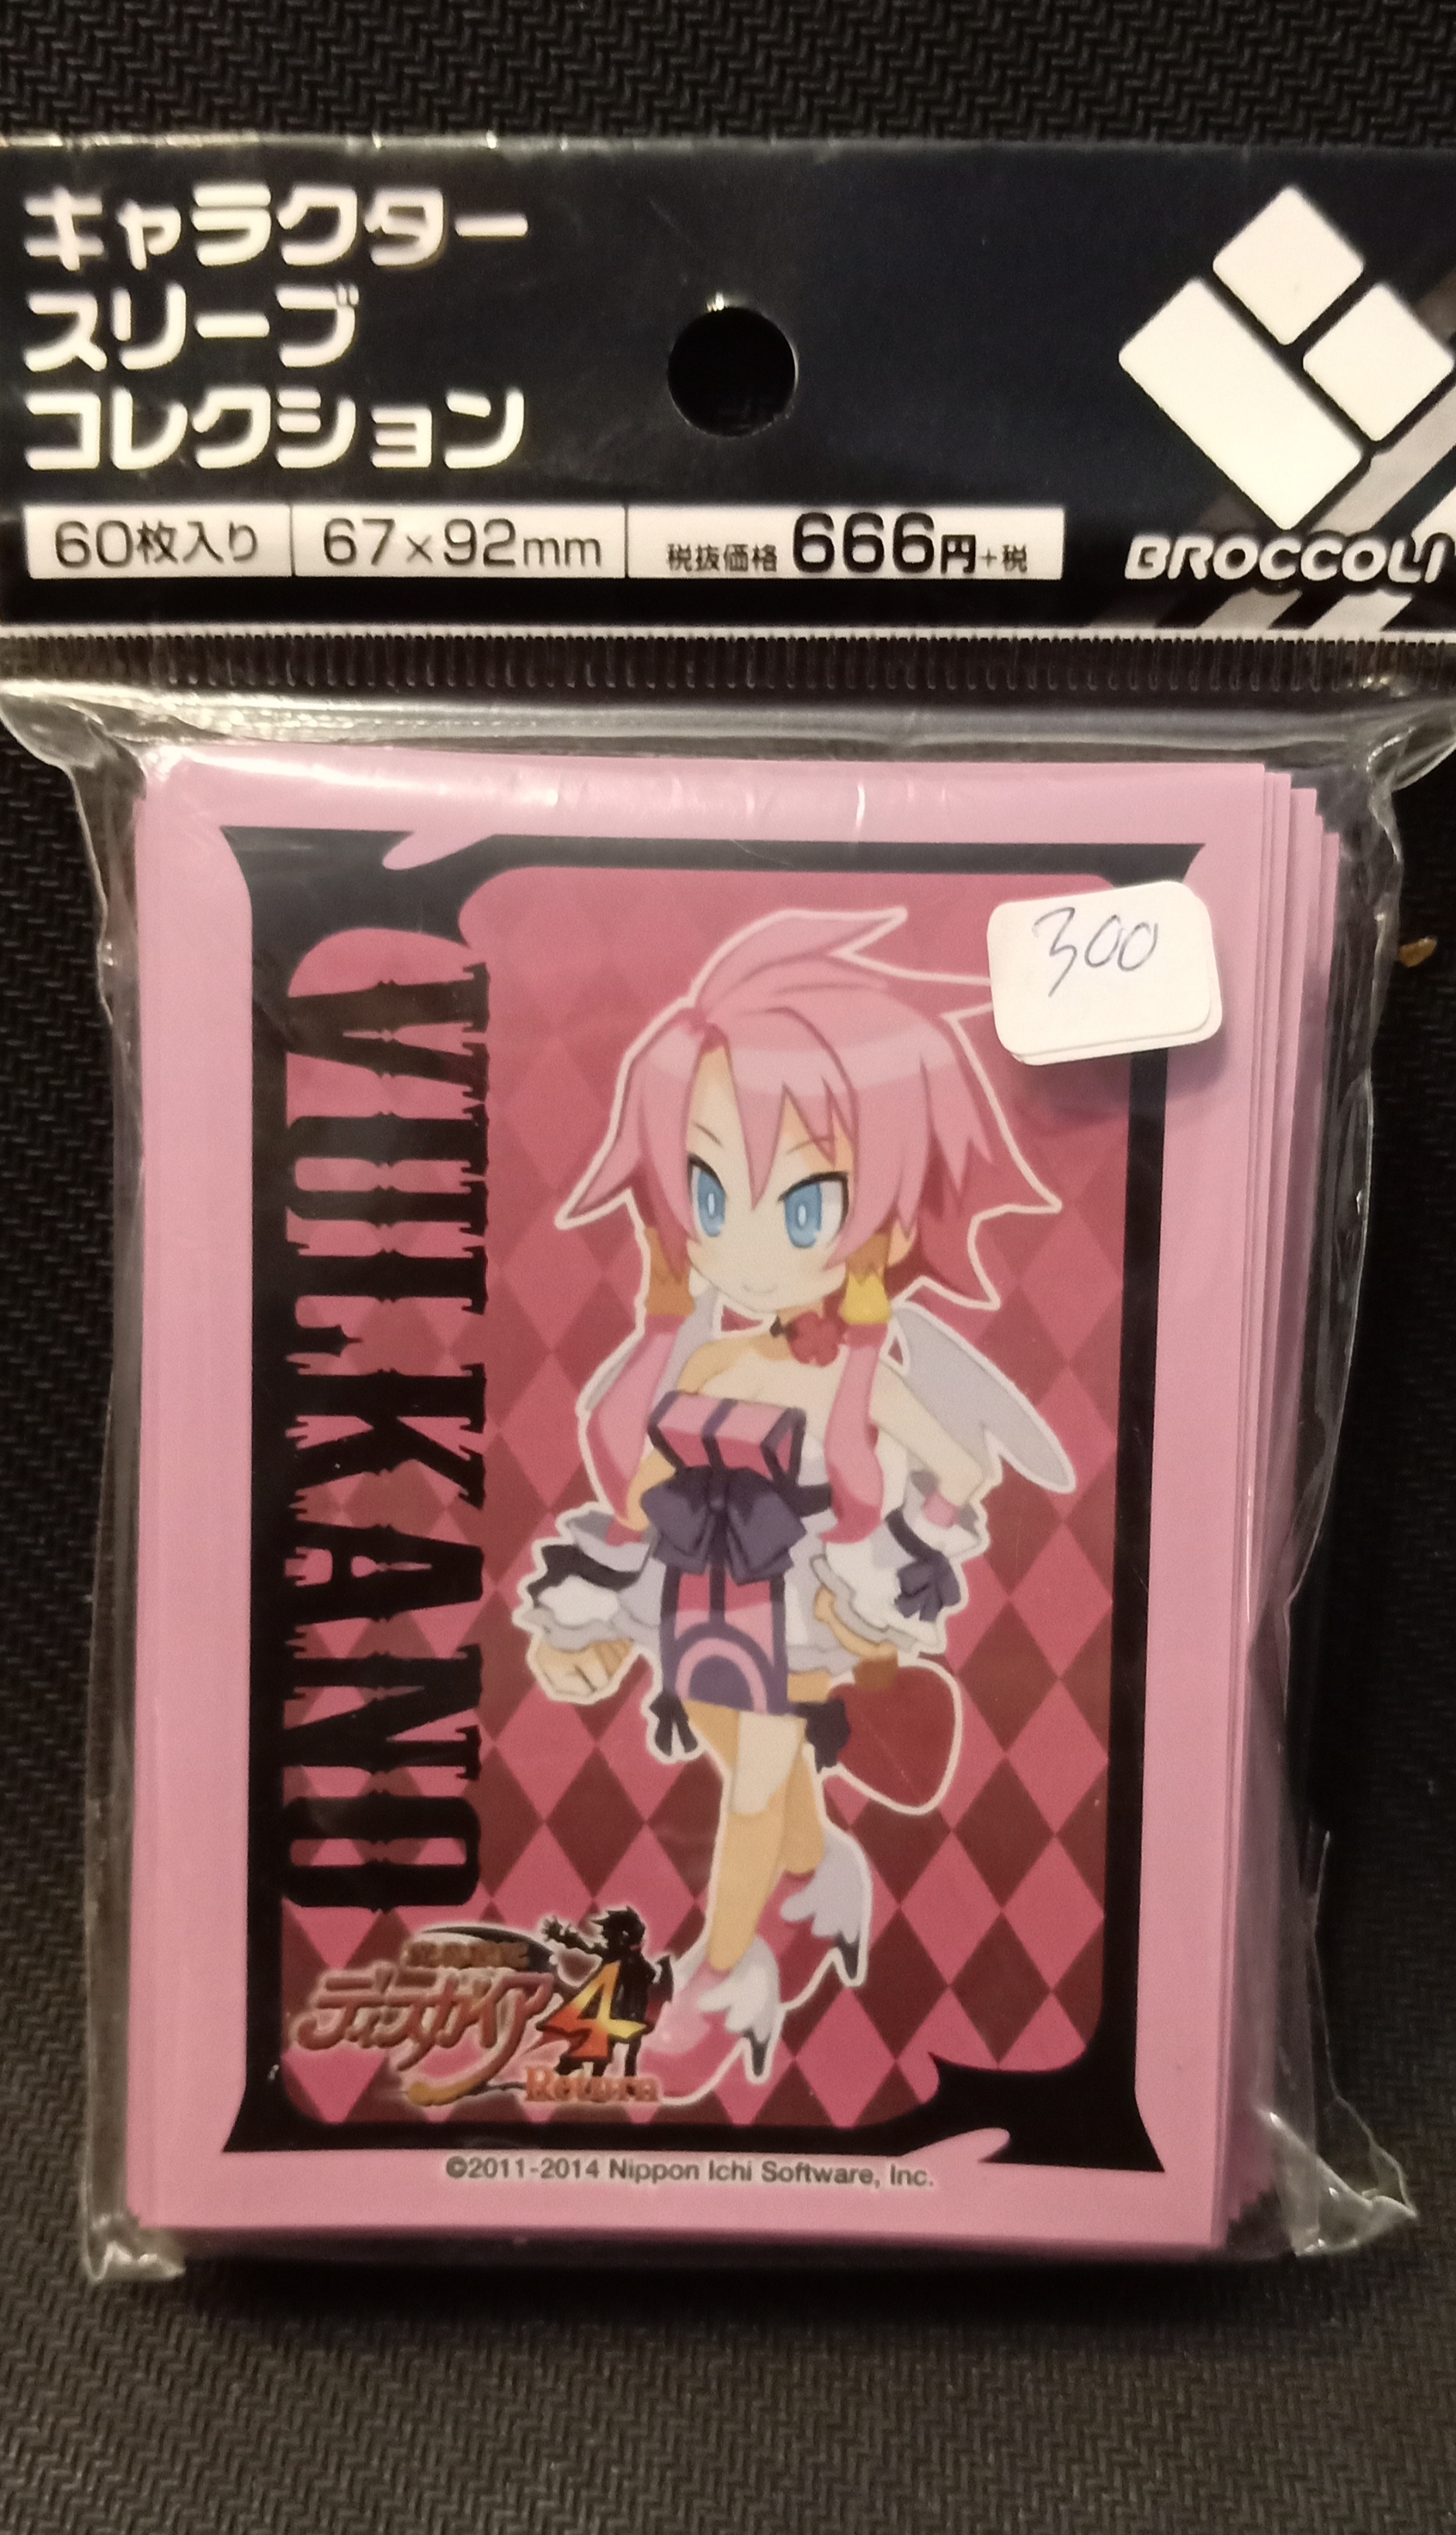 キャラクター
スリーブ
コレクション
60枚入り 67×92mm 税抜価格 666円+税
BROCCOLI
300
VULKANO
ディスガイア4
Return
©2011-2014 Nippon Ichi Software, Inc.